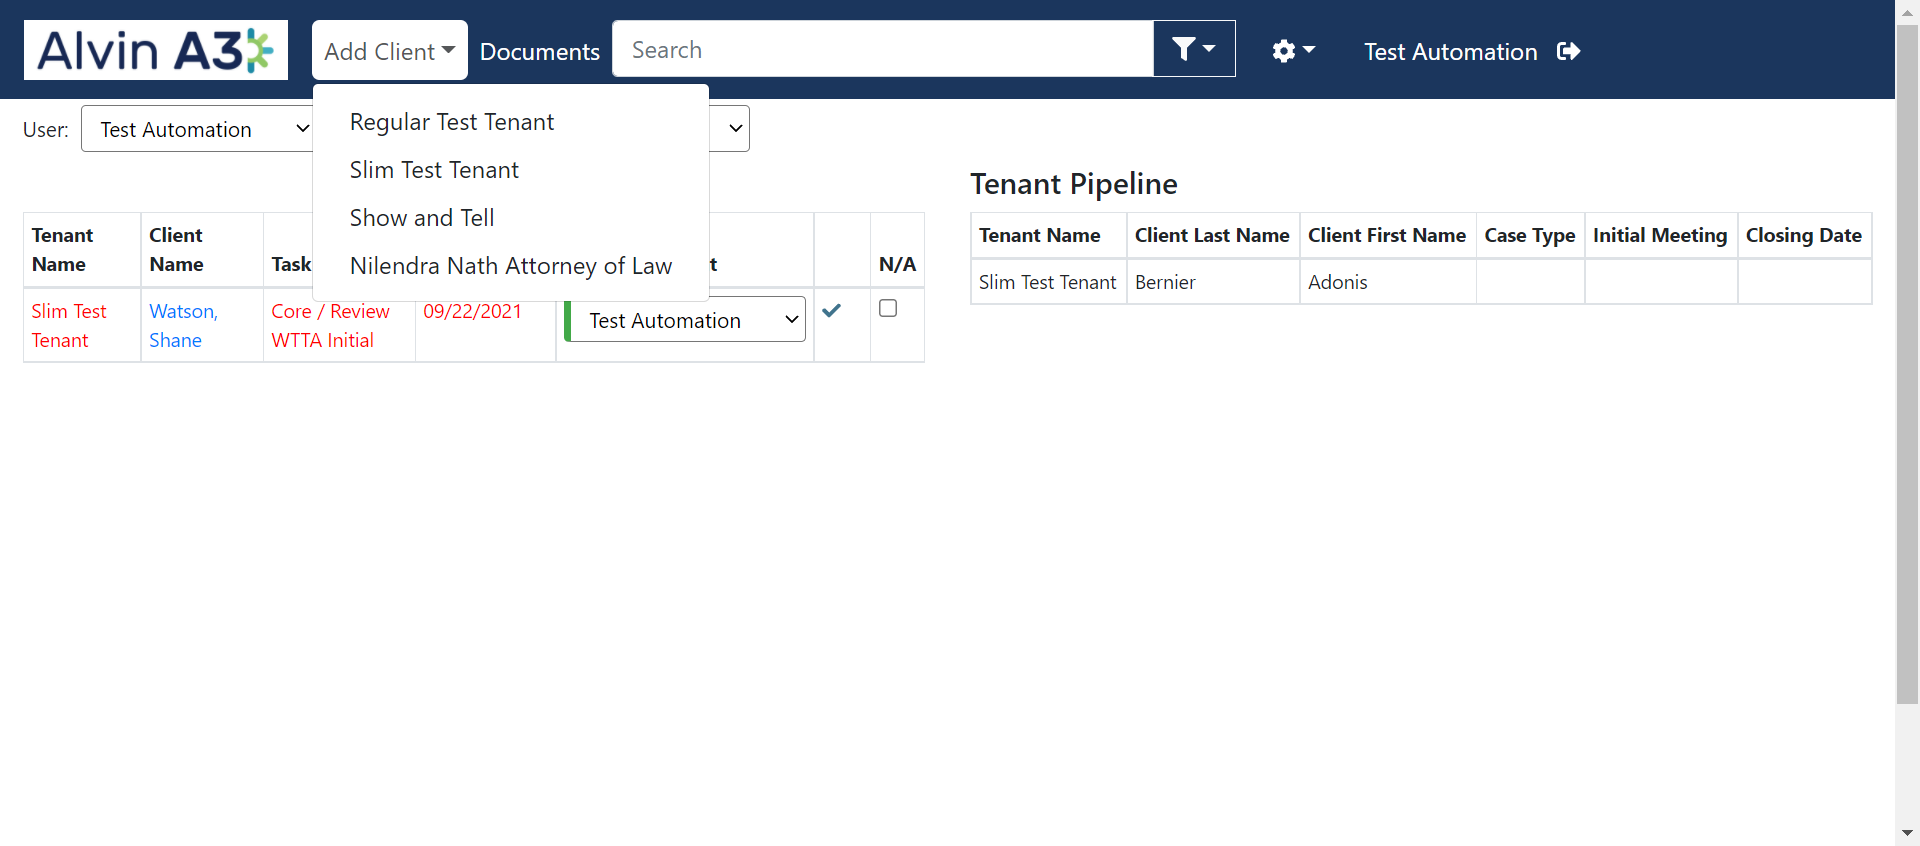 Alvin A3
Add Client
Documents
Search
Test Automation
User:
Test Automation
Regular Test Tenant
Slim Test Tenant
Show and Tell
Nilendra Nath Attorney of Law
Tenant
Name
Client
Name
Task
t
N/A
Slim Test
Tenant
Watson,
Shane
Core / Review
WTTA Initial
09/22/2021
Test Automation
Tenant Pipeline
Tenant Name Client Last Name Client First Name Case Type Initial Meeting Closing Date
Slim Test Tenant Bernier Adonis